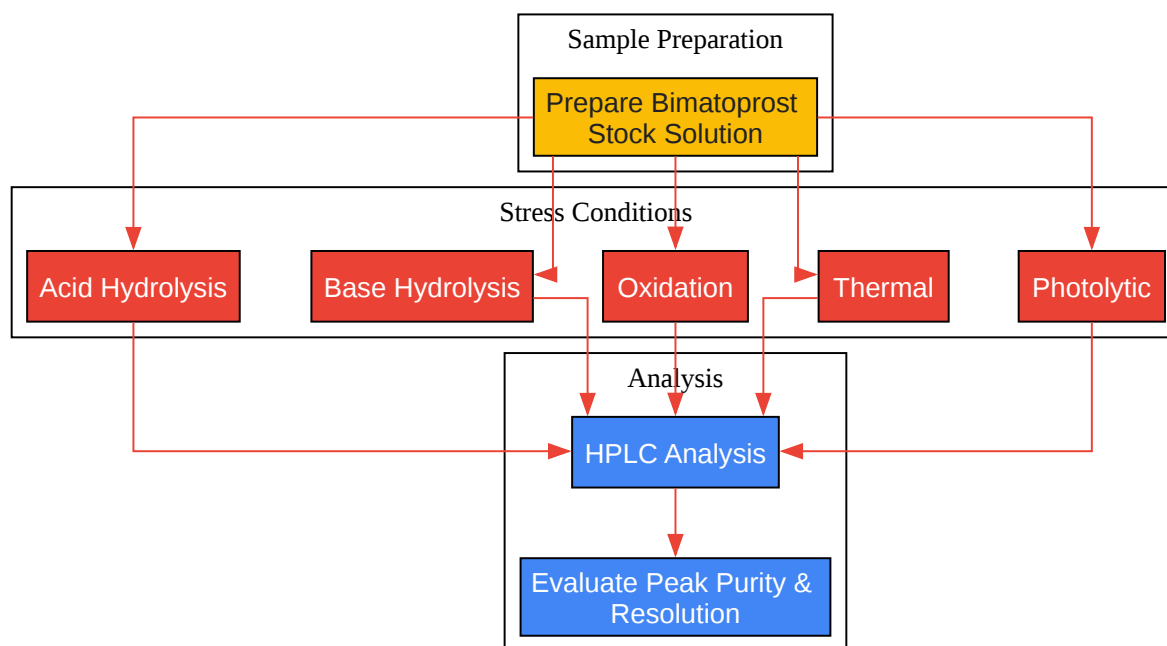 Sample Preparation
Prepare Bimatoprost
Stock Solution
Stress Conditions
Acid Hydrolysis
Base Hydrolysis
Oxidation
Thermal
Photolytic
Analysis
HPLC Analysis
Evaluate Peak Purity &
Resolution